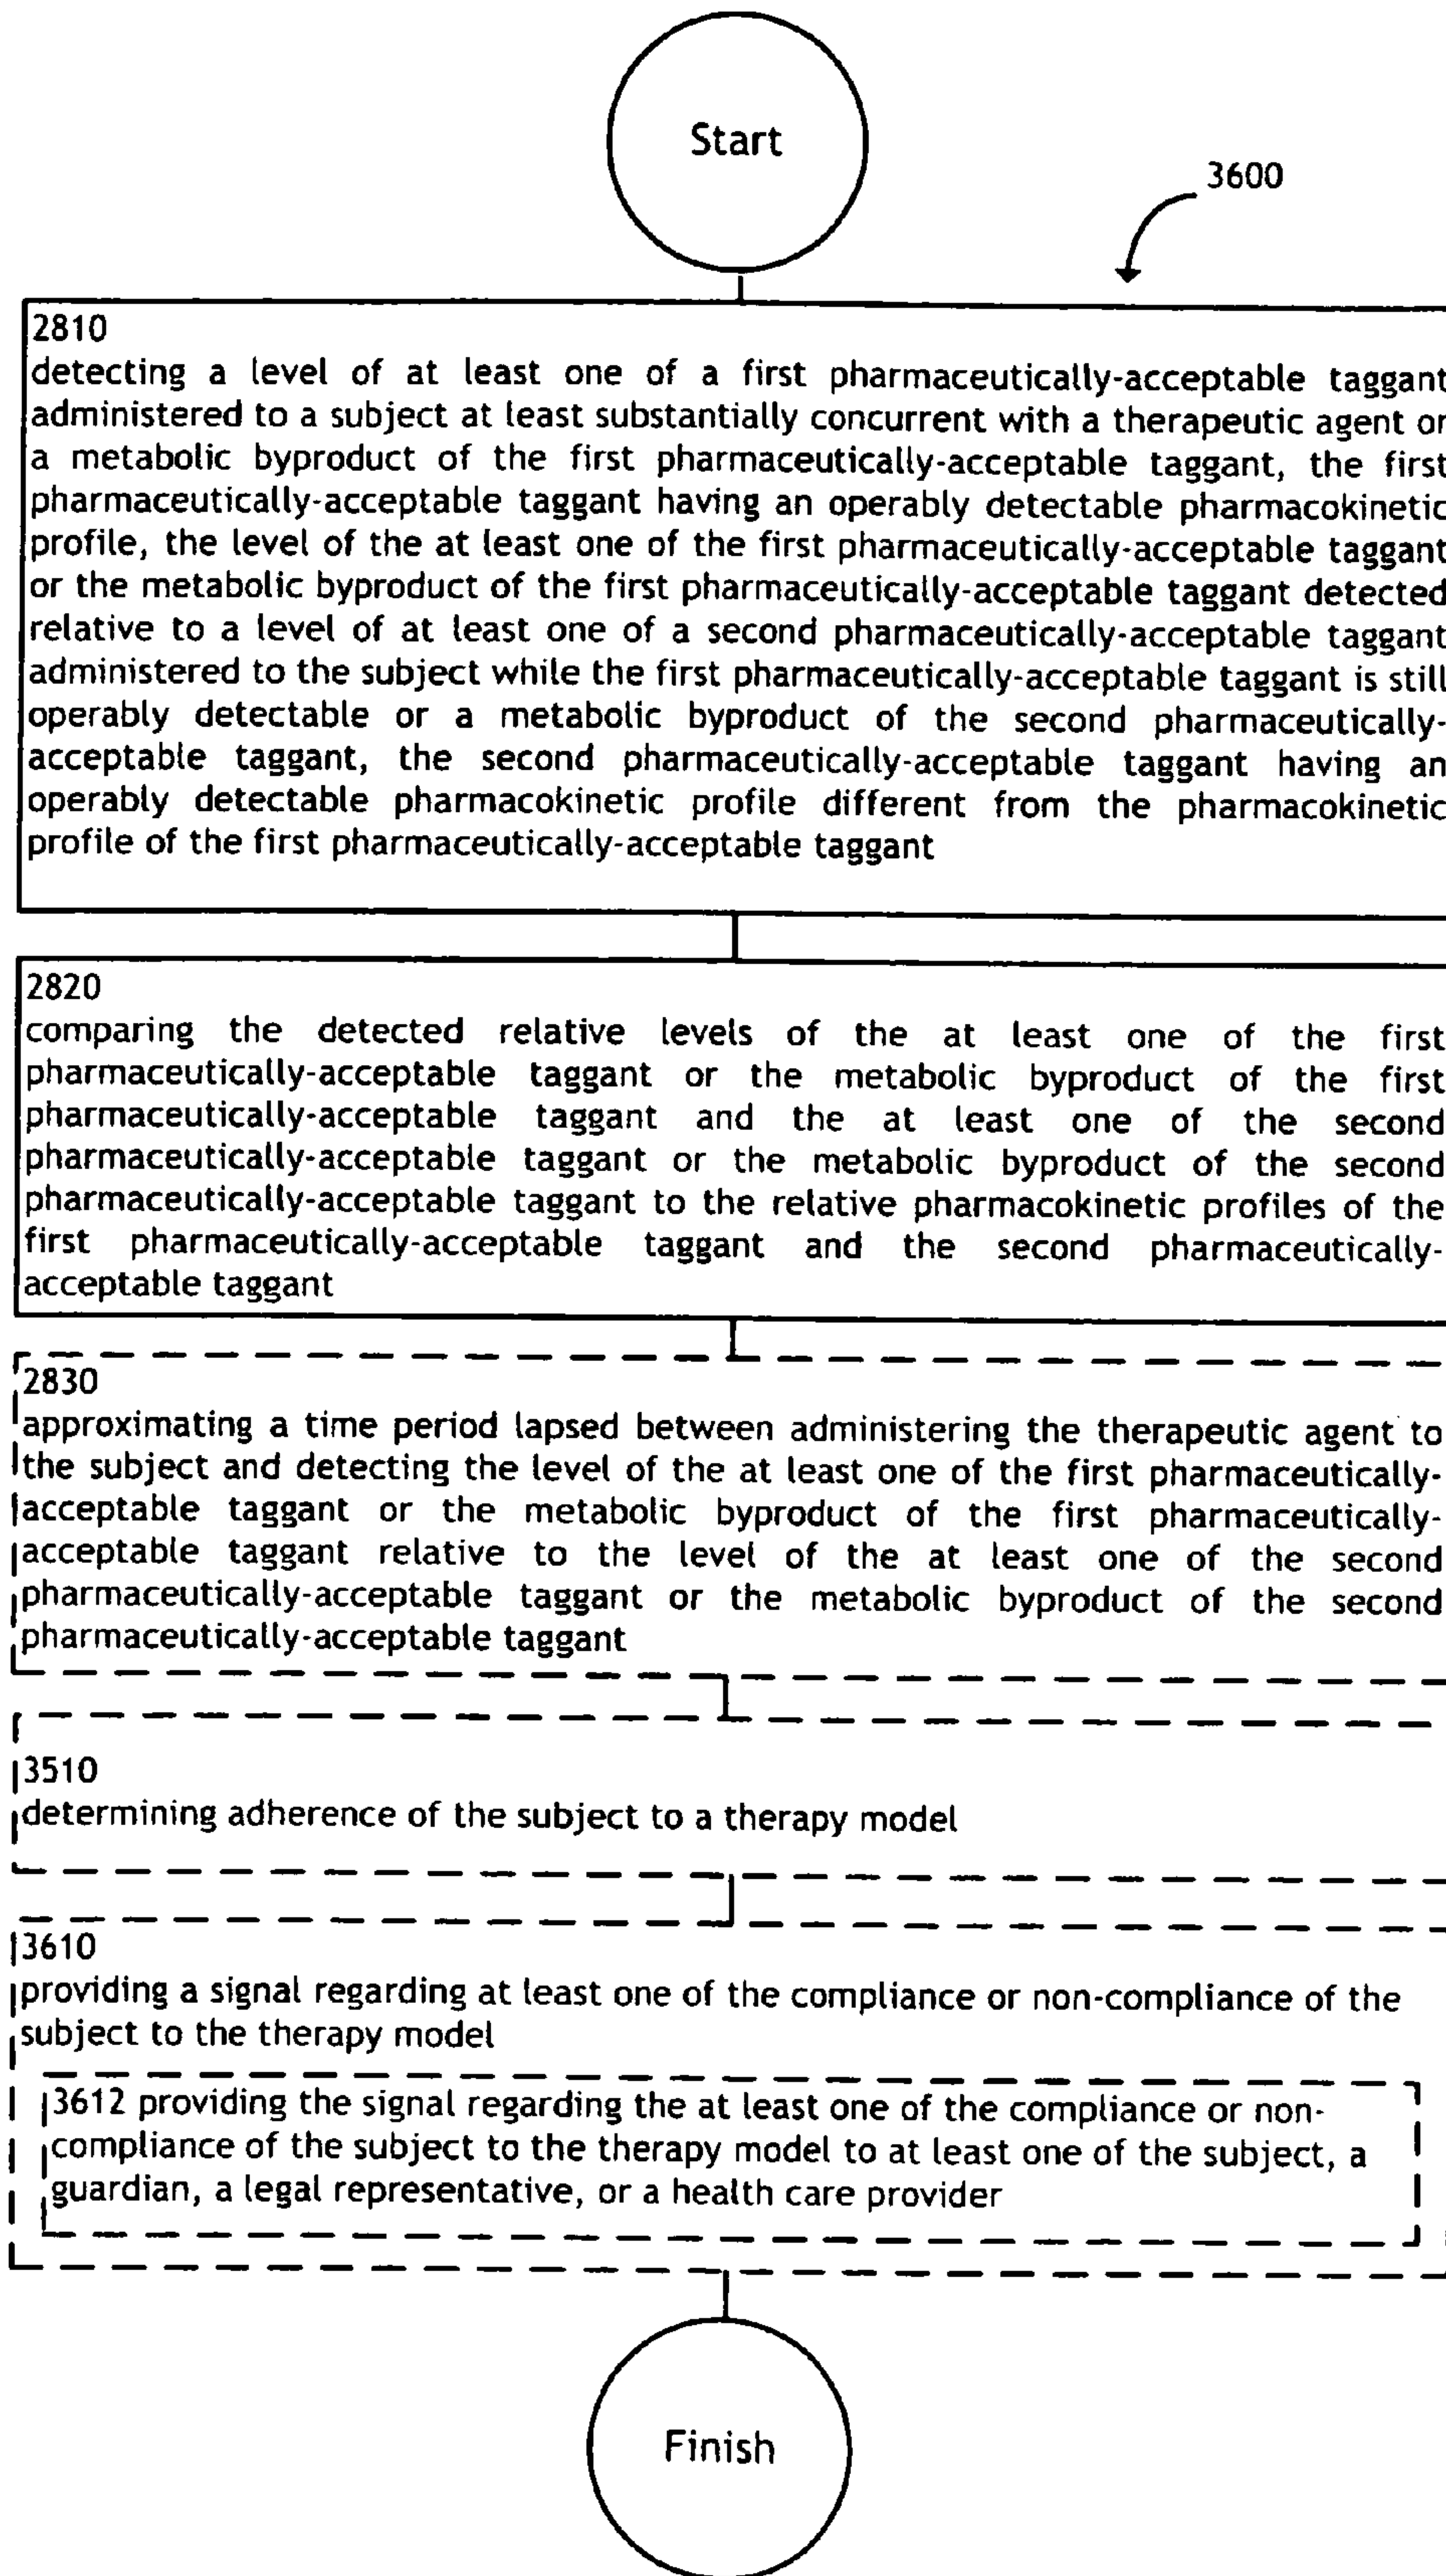 Start
3600
2810
detecting a level of at least one of a first pharmaceutically-acceptable taggant
administered to a subject at least substantially concurrent with a therapeutic agent or
a metabolic byproduct of the first pharmaceutically-acceptable taggant, the first
pharmaceutically-acceptable taggant having an operably detectable pharmacokinetic
profile, the level of the at least one of the first pharmaceutically-acceptable taggant
or the metabolic byproduct of the first pharmaceutically-acceptable taggant detected
relative to a level of at least one of a second pharmaceutically-acceptable taggant
administered to the subject while the first pharmaceutically-acceptable taggant is still
operably detectable or a metabolic byproduct of the second pharmaceutically-
acceptable taggant, the second pharmaceutically-acceptable taggant having an
operably detectable pharmacokinetic profile different from the pharmacokinetic
profile of the first pharmaceutically-acceptable taggant
2820
comparing the detected relative levels of the at least one of the first
pharmaceutically-acceptable taggant or the metabolic byproduct of the first
pharmaceutically-acceptable taggant and the at least one of the second
pharmaceutically-acceptable taggant or the metabolic byproduct of the second
pharmaceutically-acceptable taggant to the relative pharmacokinetic profiles of the
first pharmaceutically-acceptable taggant and the second pharmaceutically-
acceptable taggant
2830
approximating a time period lapsed between administering the therapeutic agent to
the subject and detecting the level of the at least one of the first pharmaceutically-
acceptable taggant or the metabolic byproduct of the first pharmaceutically-
acceptable taggant relative to the level of the at least one of the second
pharmaceutically-acceptable taggant or the metabolic byproduct of the second
pharmaceutically-acceptable taggant
3510
determining adherence of the subject to a therapy model
3610
providing a signal regarding at least one of the compliance or non-compliance of the
subject to the therapy model
3612 providing the signal regarding the at least one of the compliance or non-
compliance of the subject to the therapy model to at least one of the subject, a
guardian, a legal representative, or a health care provider
Finish